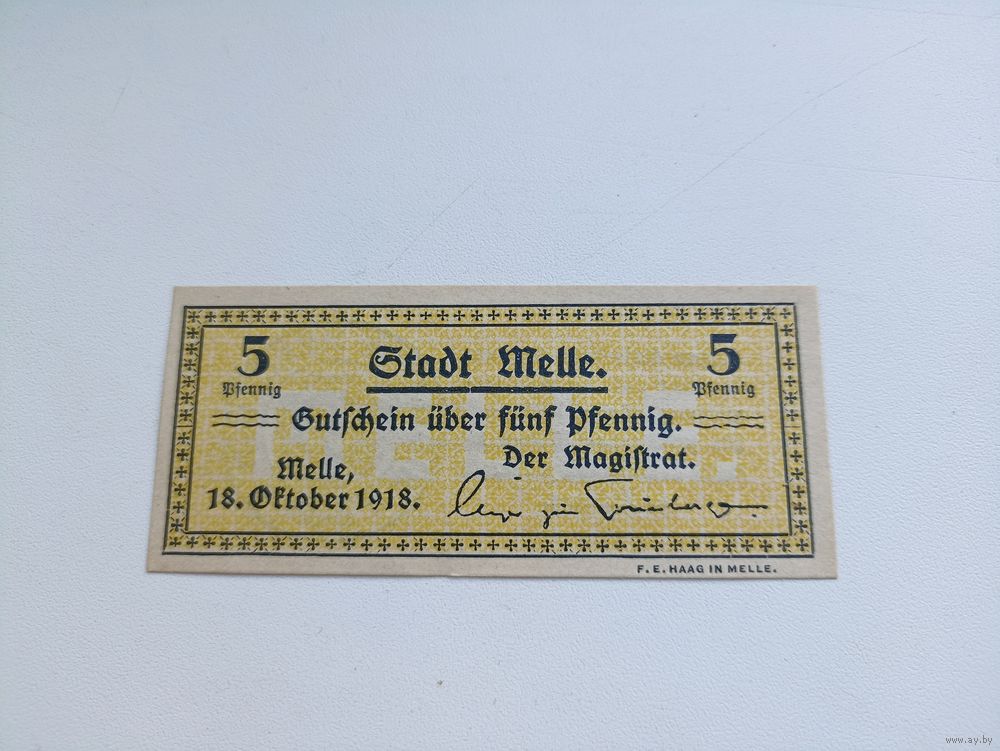 5 Stadt Melle. 5
Pfennig Pfennig
Gutschein über fünf Pfennig.
Melle, Der Magistrat.
18. Oktober 1918.
F. E. HAAG IN MELLE.
www.ay.by